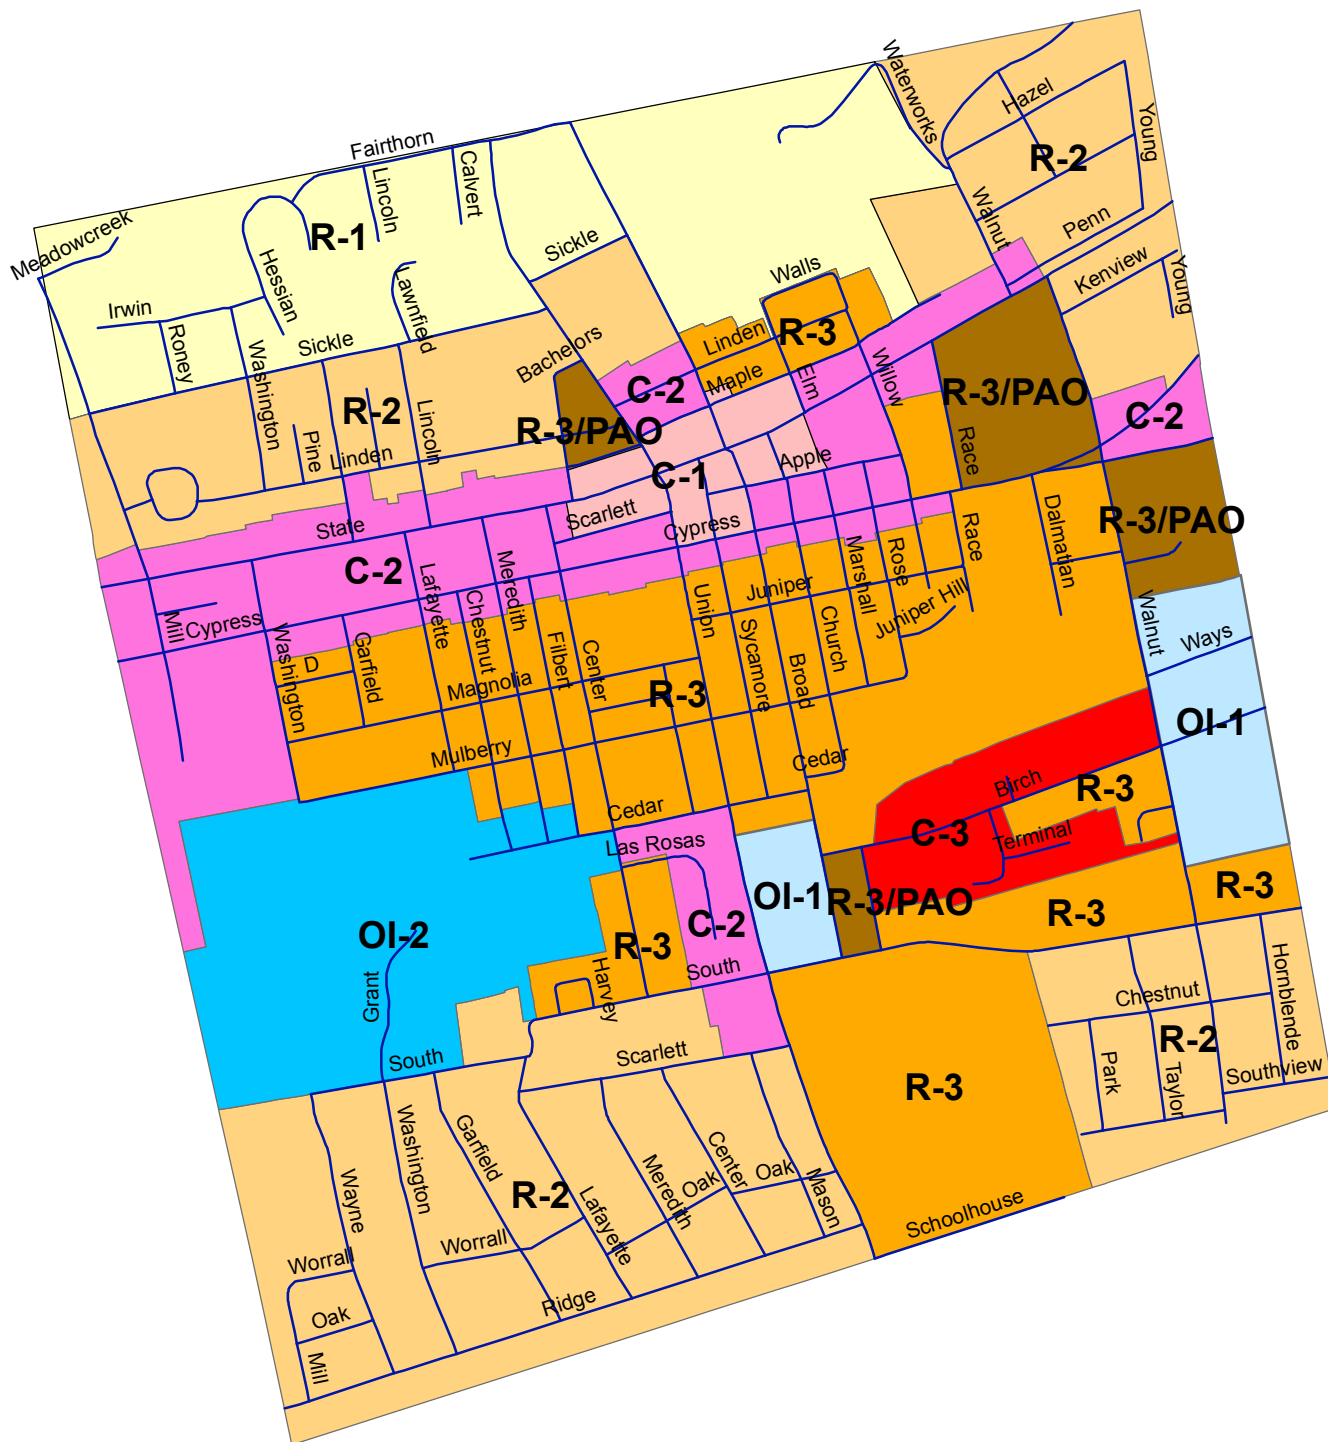 Waterworks
Hazel
Young
Fairthorn
Lincoln
Calvert
R-2
Walnut
Penn
Meadowcreek
R-1
Sickle
Hessian
Walls
Kenview
Young
Irwin
Lawnfield
Roney
Sickle
Washington
Bachelors
Linden
R-3
Maple
Elm
Willow
R-3/PAO
C-2
C-2
R-2
Lincoln
Pine
Linden
R-3/PAO
Race
Apple
C-1
Scarlett
Cypress
State
Race
Dalmatian
R-3/PAO
C-2
Lafayette
Meredith
Chestnut
Union
Juniper
Marshall
Rose
Juniper Hill
Walnut
Ways
Mill
Cypress
Washington
D
Garfield
Magnolia
Filbert
Center
Sycamore
Church
Broad
R-3
OI-1
Mulberry
Cedar
Cedar
Birch
R-3
C-3
Terminal
Las Rosas
OI-1
R-3/PAO
R-3
R-3
OI-2
Grant
R-3
C-2
South
Harvey
Hornblende
Chestnut
South
Scarlett
R-2
Park
Taylor
Southview
R-3
Washington
Garfield
Wayne
R-2
Lafayette
Meredith
Oak
Center
Oak
Mason
Schoolhouse
Worrall
Worrall
Oak
Ridge
Mill